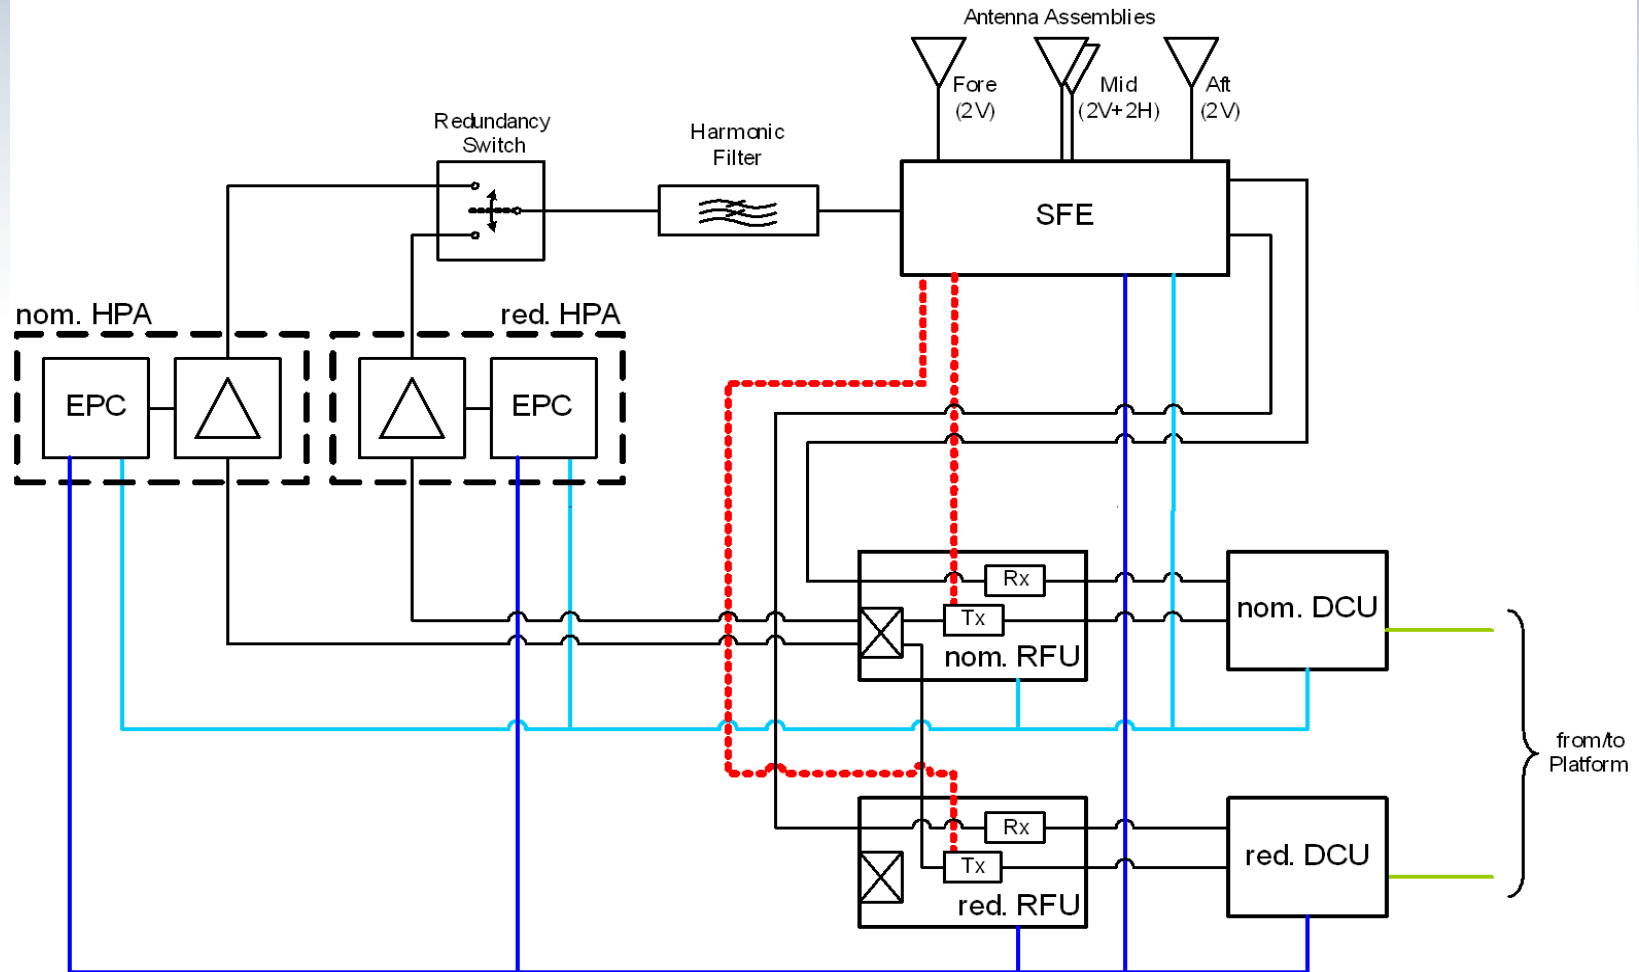 Antenna Assemblies
Fore
(2V)
Mid
(2V+2H)
Aft
(2V)
Redundancy
Switch
Harmonic
Filter
SFE
nom. HPA
red. HPA
EPC
EPC
Rx
Tx
nom. RFU
nom. DCU
from/to
Platform
Rx
Tx
red. RFU
red. DCU